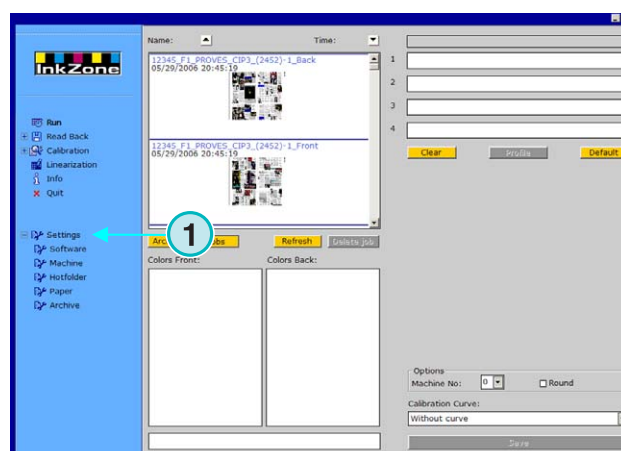 InkZone
Run
Read Back
Calibration
Linearization
Info
Quit
Settings
Software
Machine
Hotfolder
Paper
Archive
1
Name:
Time:
12345_F1_PROVES_CIP3_(2452)-1_Back
05/29/2006 20:45:19
12345_F1_PROVES_CIP3_(2452)-1_Front
05/29/2006 20:45:19
Refresh
Delete job
Colors Front:
Colors Back:
1
2
3
4
Clear
Profile
Default
Options
Machine No:
0
Round
Calibration Curve:
Without curve
Save